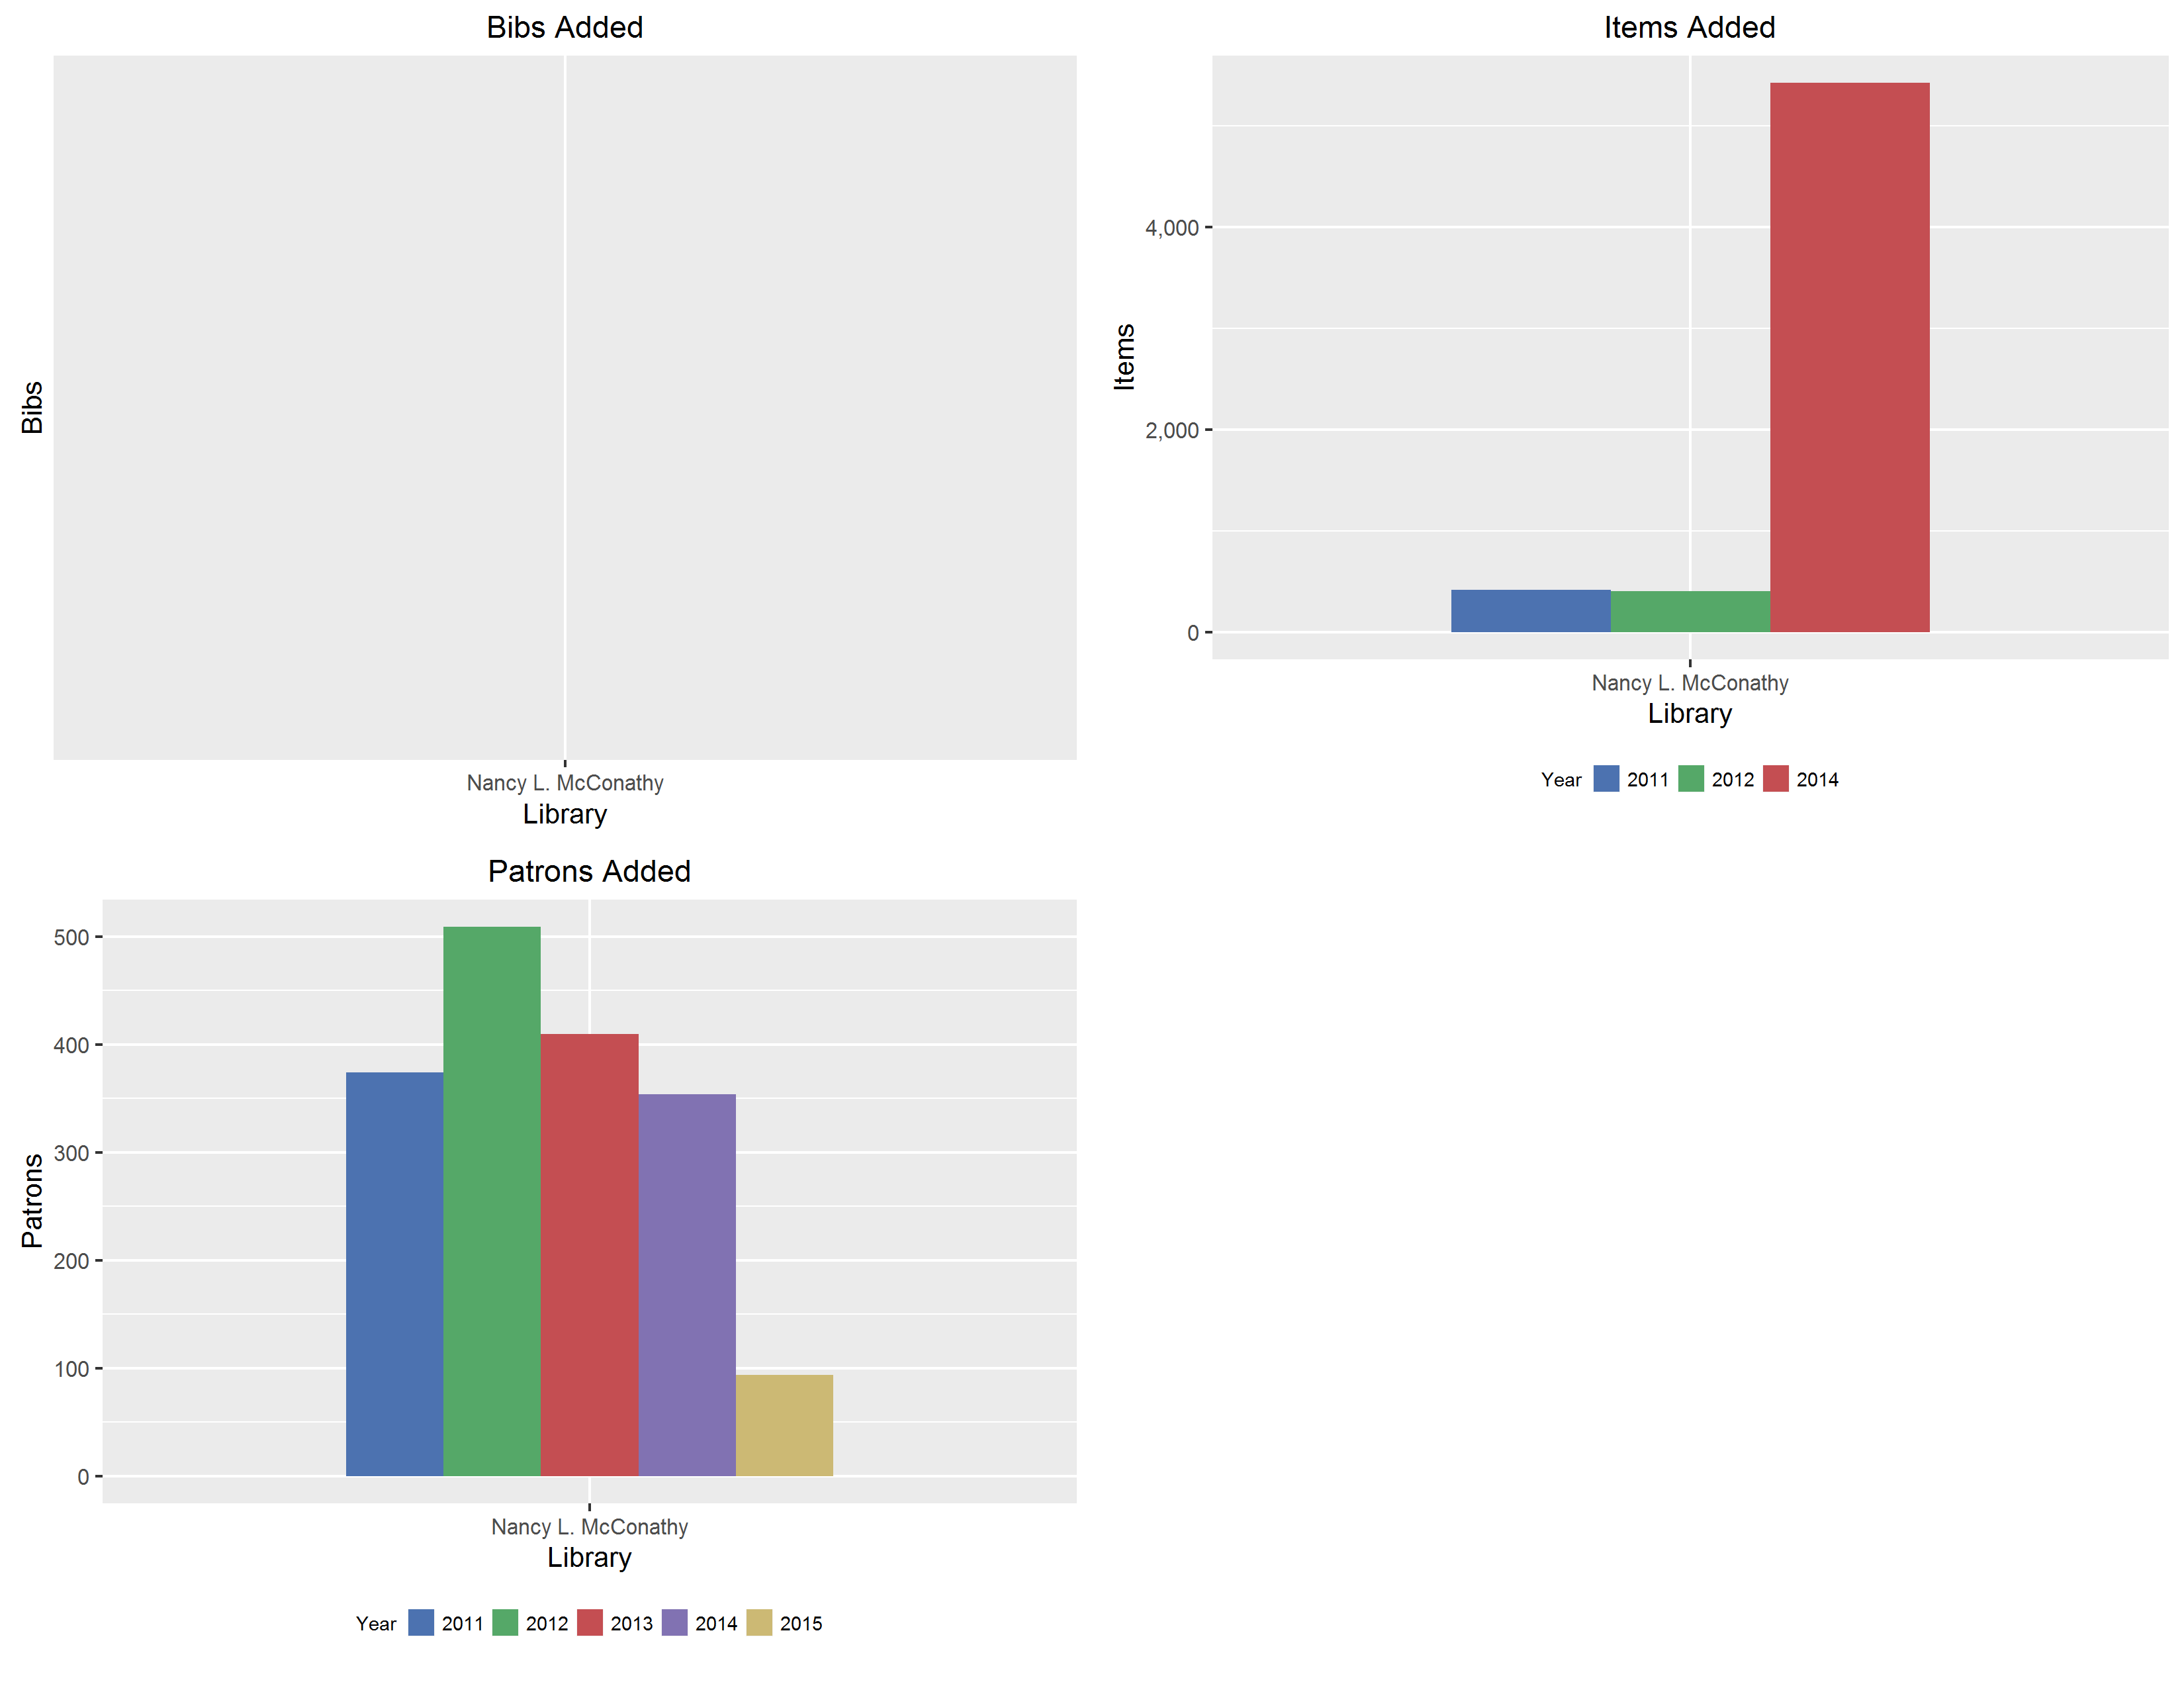 Bibs Added
Bibs
Nancy L. McConathy
Library
Items Added
Items
4,000
2,000
0
Nancy L. McConathy
Library
Year 2011 2012 2014
Patrons Added
Patrons
500
400
300
200
100
0
Nancy L. McConathy
Library
Year 2011 2012 2013 2014 2015